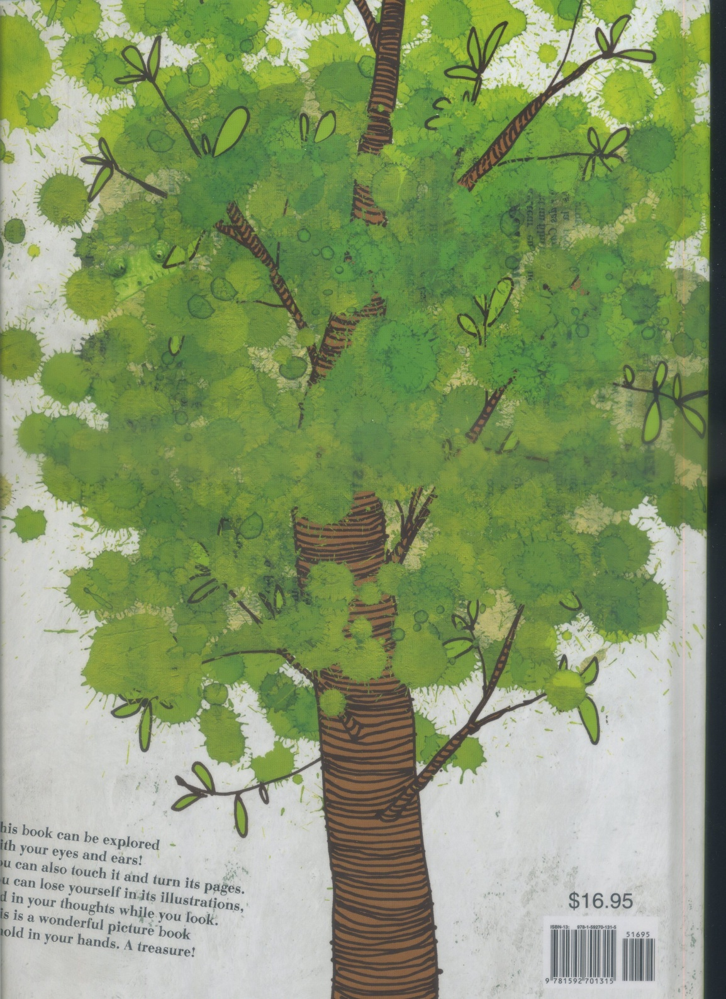 his book can be explored
ith your eyes and ears!
ou can also touch it and turn its pages.
u can lose yourself in its illustrations,
d in your thoughts while you look.
is is a wonderful picture book
hold in your hands. A treasure!
$16.95
ISBN-13: 978-1-59270-131-5
51695
9 781592 701315